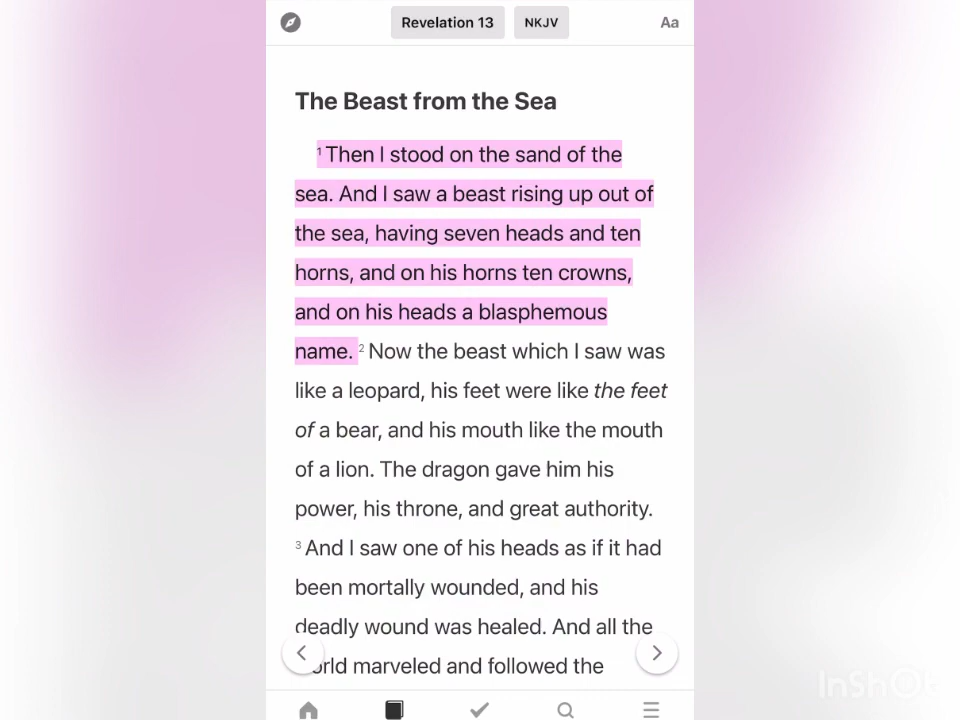 Revelation 13 NKJV Aa
The Beast from the Sea
1 Then I stood on the sand of the
sea. And I saw a beast rising up out of
the sea, having seven heads and ten
horns, and on his horns ten crowns,
and on his heads a blasphemous
name. 2 Now the beast which I saw was
like a leopard, his feet were like the feet
of a bear, and his mouth like the mouth
of a lion. The dragon gave him his
power, his throne, and great authority.
3 And I saw one of his heads as if it had
been mortally wounded, and his
deadly wound was healed. And all the
world marveled and followed the
InShOt